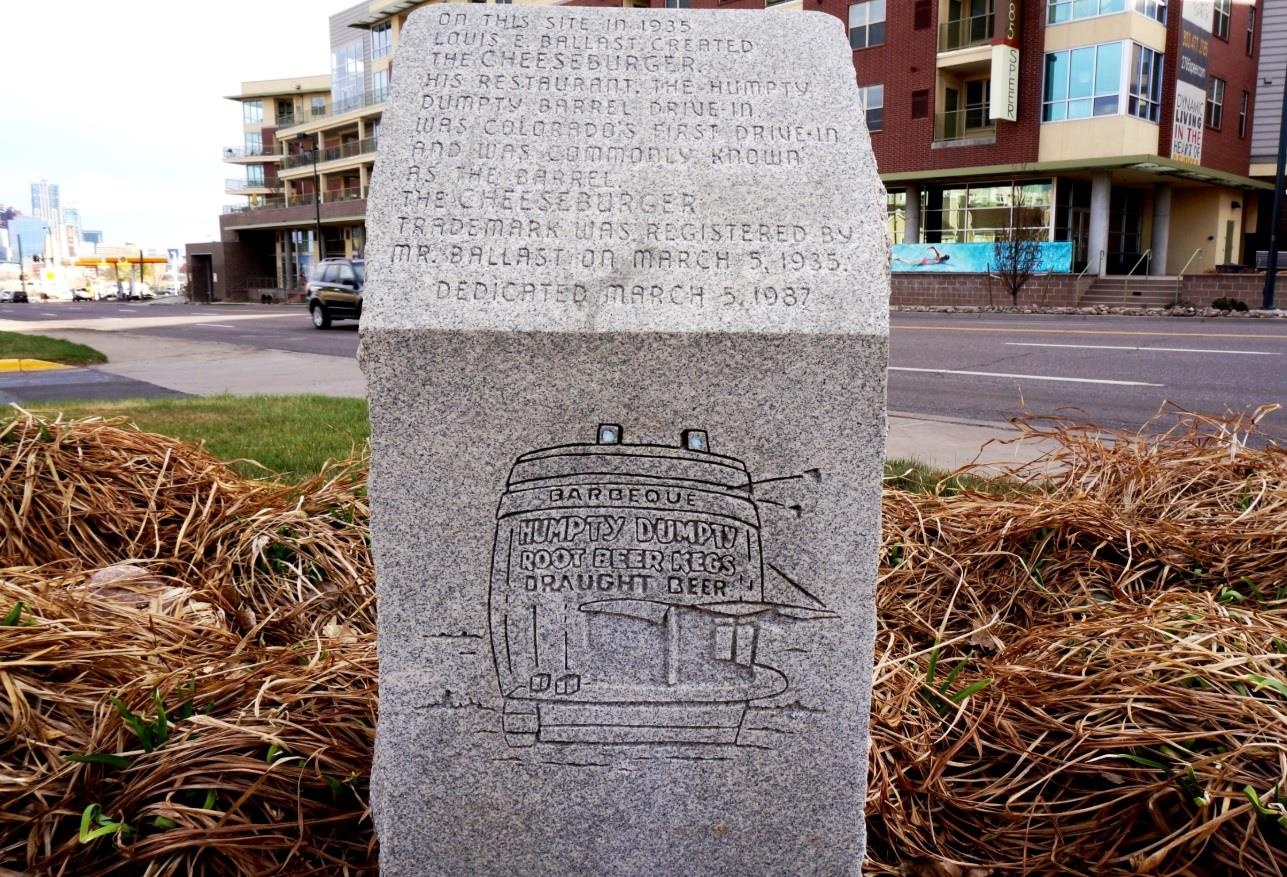 ON THIS SITE IN 1935
LOUIS E. BALLAST CREATED
THE CHEESEBURGER.
HIS RESTAURANT, THE HUMPTY
DUMPTY BARREL DRIVE-IN
WAS COLORADO'S FIRST DRIVE-IN
AND WAS COMMONLY KNOWN
AS THE BARREL.
THE CHEESEBURGER
TRADEMARK WAS REGISTERED BY
MR. BALLAST ON MARCH 5, 1935.
DEDICATED MARCH 5, 1987
BARBEQUE
HUMPTY DUMPTY
ROOT BEER KEGS
DRAUGHT BEER
85
SPEER
DYNAMIC
LIVING
IN THE
HEART OF